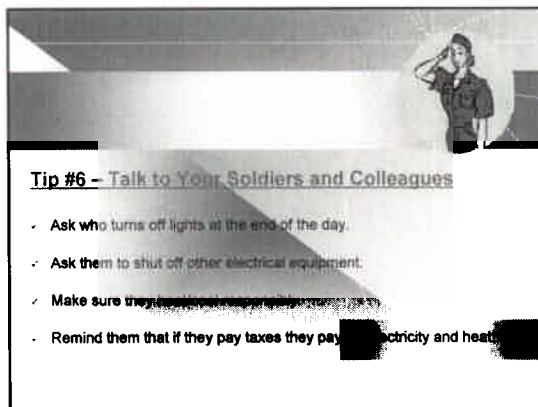 Tip #6 – Talk to Your Soldiers and Colleagues
Ask who turns off lights at the end of the day.
Ask them to shut off other electrical equipment.
Make sure they
Remind them that if they pay taxes they pay and heat